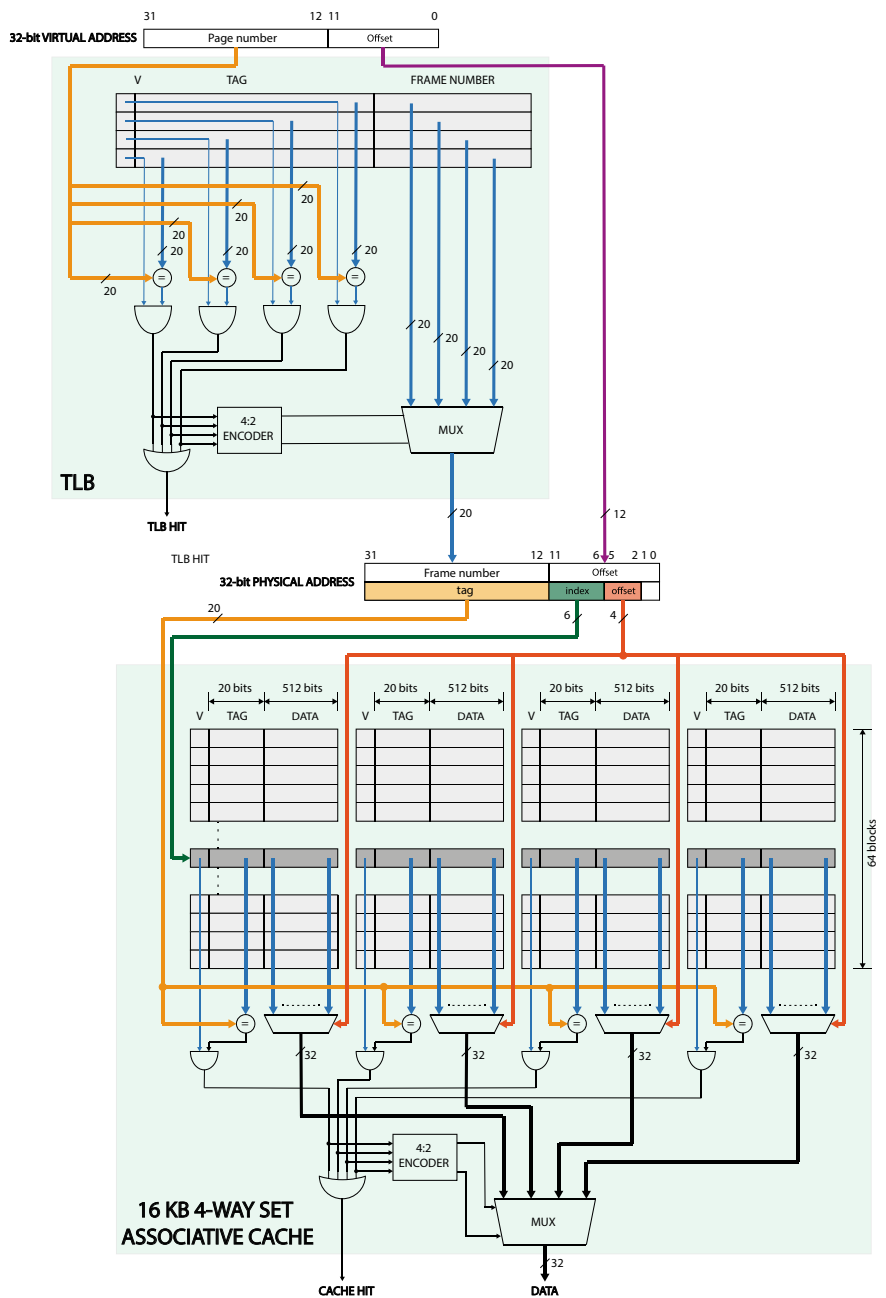 31 12 11 0
32-bit VIRTUAL ADDRESS Page number Offset
V TAG FRAME NUMBER
20
20
20
20 20 20 20
20
20
20
20
20
4:2
ENCODER
MUX
TLB
20 12
TLB HIT
TLB HIT
31 12 11 6 5 2 1 0
Frame number Offset
32-bit PHYSICAL ADDRESS
tag index offset
20 6 4
20 bits 512 bits 20 bits 512 bits 20 bits 512 bits 20 bits 512 bits
V TAG DATA V TAG DATA V TAG DATA V TAG DATA
64 blocks
= = = =
32 32 32 32
4:2
ENCODER
16 KB 4-WAY SET
ASSOCIATIVE CACHE
MUX
32
CACHE HIT DATA